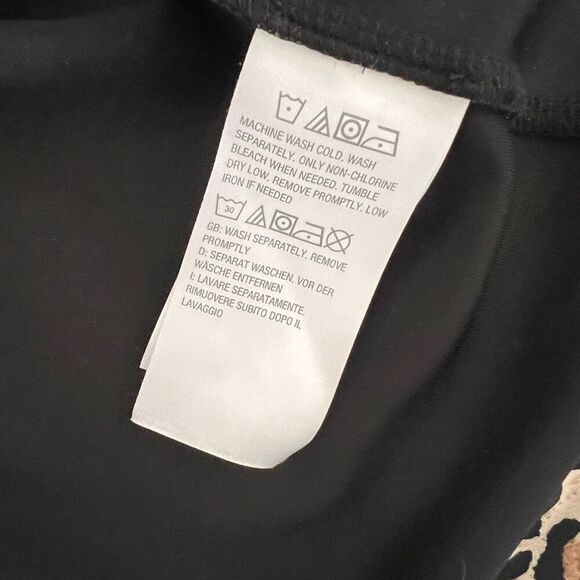 MACHINE WASH COLD. WASH
SEPARATELY. ONLY NON-CHLORINE
BLEACH WHEN NEEDED. TUMBLE
DRY LOW. REMOVE PROMPTLY. LOW
IRON IF NEEDED
30
GB: WASH SEPARATELY. REMOVE
PROMPTLY
D: SEPARAT WASCHEN. VOR DER
WÄSCHE ENTFERNEN
I: LAVARE SEPARATAMENTE.
RIMUOVERE SUBITO DOPO IL
LAVAGGIO